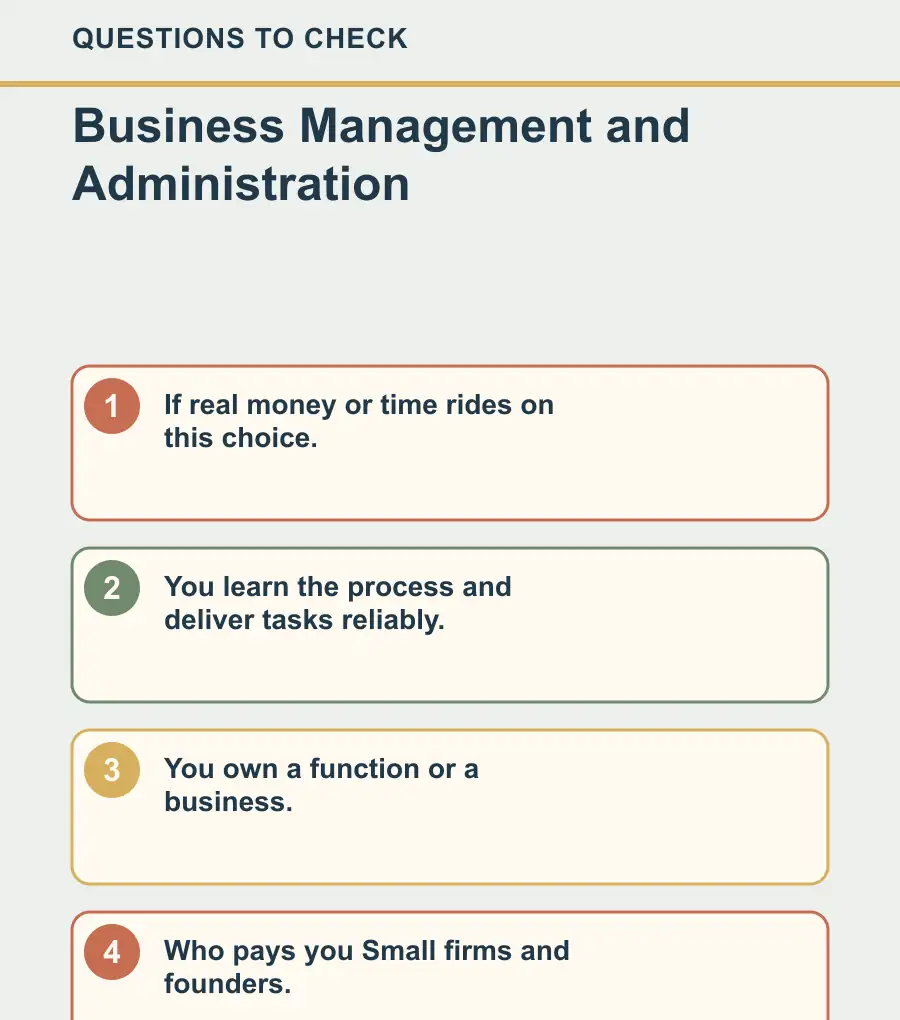 QUESTIONS TO CHECK
Business Management and
Administration
1
If real money or time rides on
this choice.
2
You learn the process and
deliver tasks reliably.
3
You own a function or a
business.
4
Who pays you Small firms and
founders.